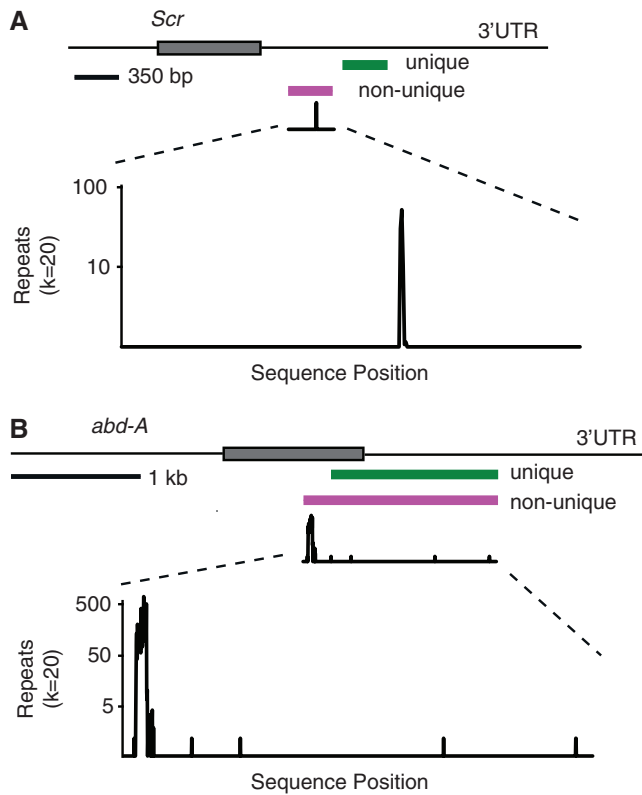 A
Scr
3'UTR
unique
350 bp
non-unique
100
10
Repeats
(k=20)
Sequence Position
B
abd-A
3'UTR
unique
1 kb
non-unique
500
50
5
Repeats
(k=20)
Sequence Position